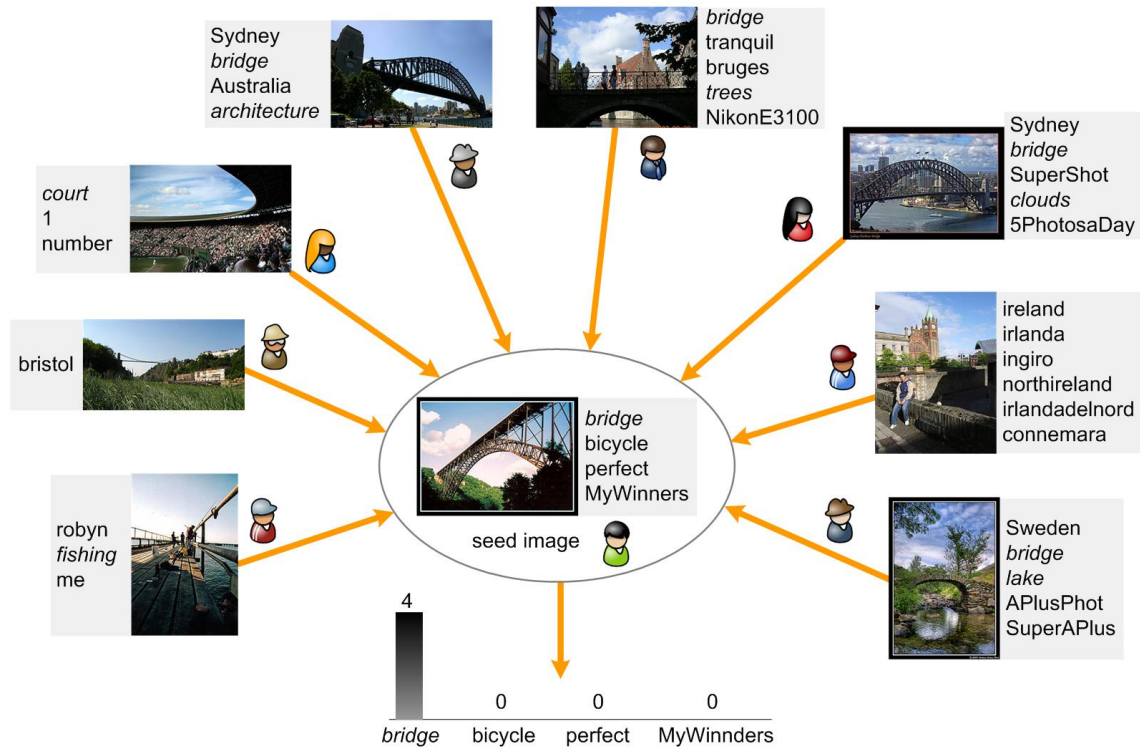 Sydney
bridge
Australia
architecture
bridge
tranquil
bruges
trees
NikonE3100
Sydney
bridge
SuperShot
clouds
5PhotosaDay
court
1
number
ireland
irlanda
ingiro
northireland
irlandadelnord
connemara
bristol
bridge
bicycle
perfect
MyWinners
seed image
robyn
fishing
me
Sweden
bridge
lake
APlusPhot
SuperAPlus
4
0 0 0
bridge bicycle perfect MyWinnders